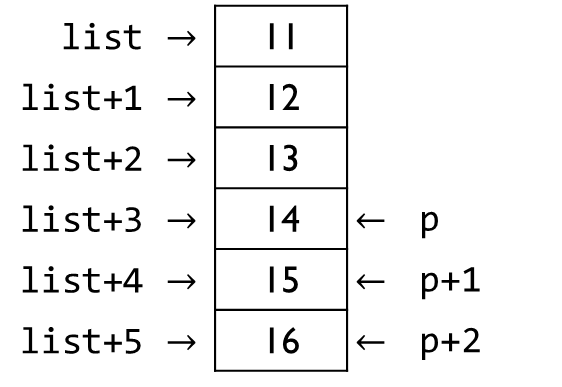 list → 11
list+1 → 12
list+2 → 13
list+3 → 14 ← p
list+4 → 15 ← p+1
list+5 → 16 ← p+2